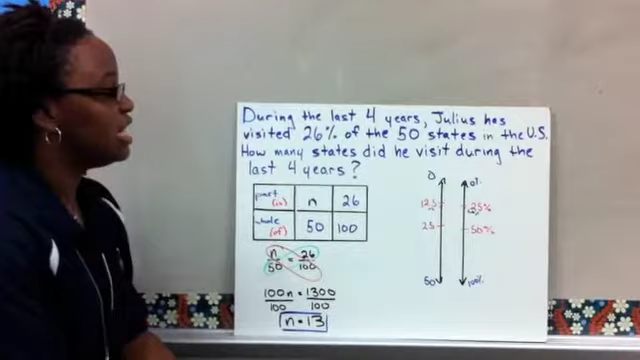 During the last 4 years, Julius has
visited 26% of the 50 states in the U.S.
How many states did he visit during the
last 4 years?
part (is) n 26
whole (of) 50 100
n/50 = 26/100
100n/100 = 1300/100
n = 13
0 0%
12.5 25%
25 50%
50 100%